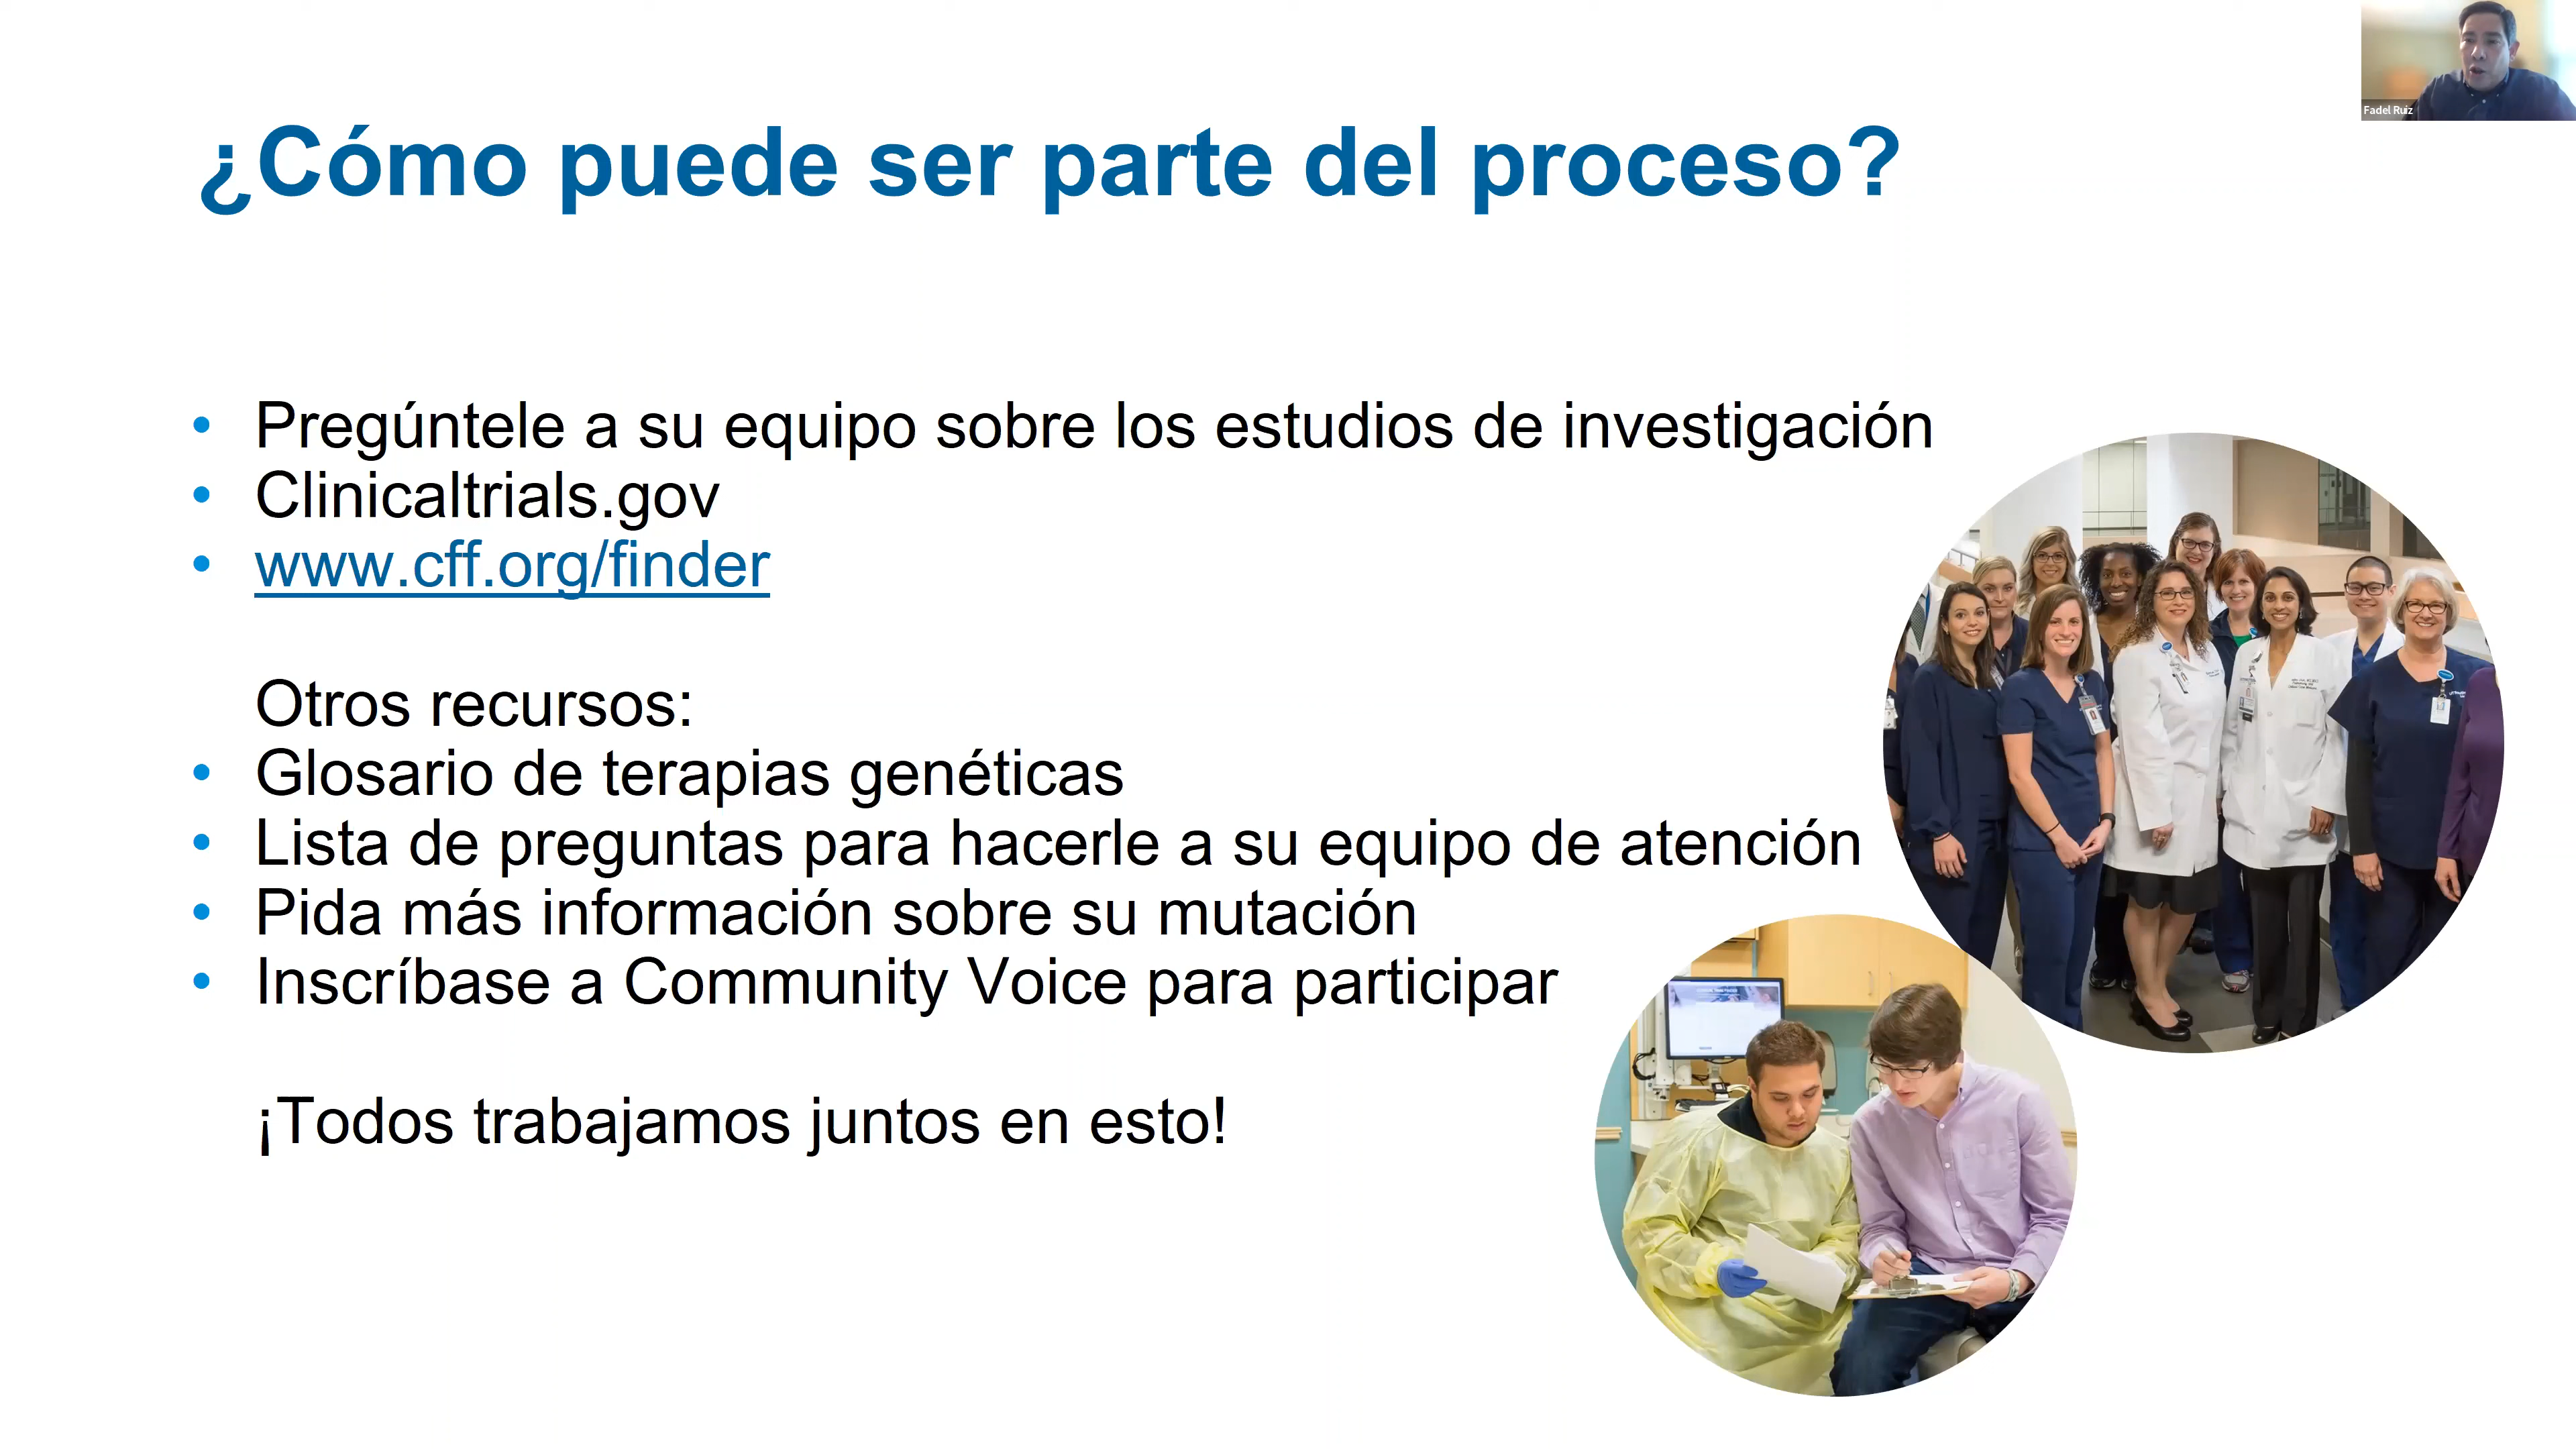 Fadel Ruiz
¿Cómo puede ser parte del proceso?
• Pregúntele a su equipo sobre los estudios de investigación
• Clinicaltrials.gov
• www.cff.org/finder
Otros recursos:
• Glosario de terapias genéticas
• Lista de preguntas para hacerle a su equipo de atención
• Pida más información sobre su mutación
• Inscríbase a Community Voice para participar
¡Todos trabajamos juntos en esto!